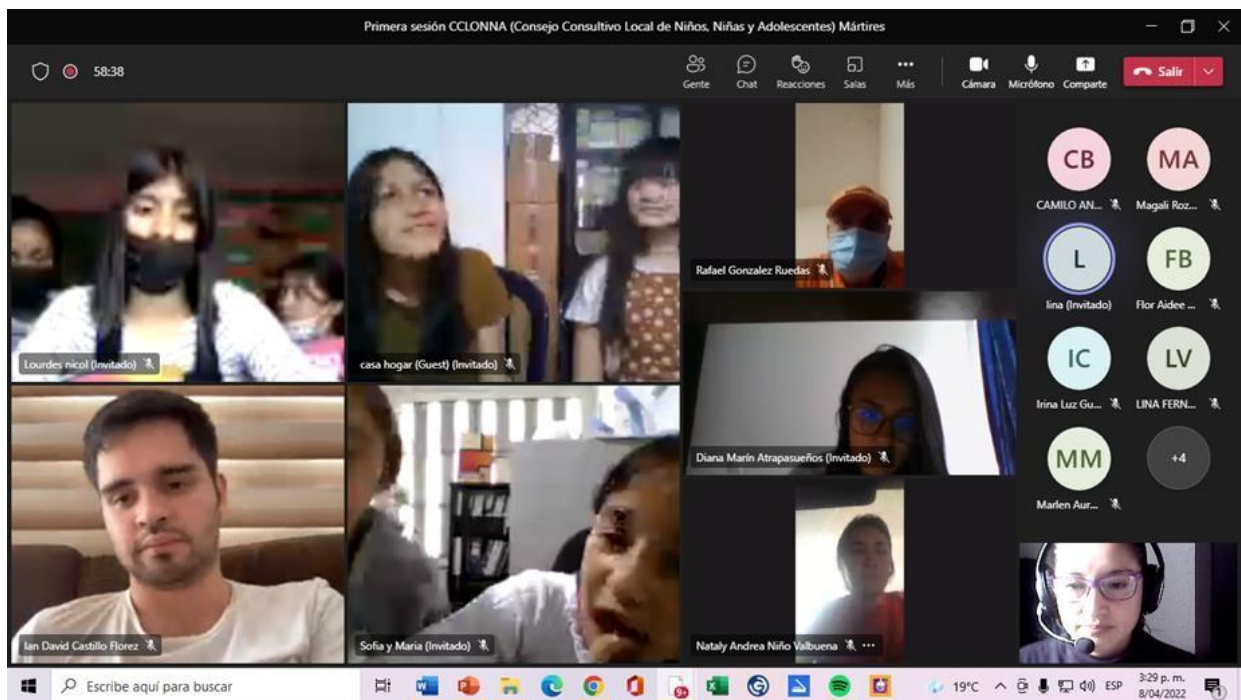 Primera sesión CCLONNA (Consejo Consultivo Local de Niños, Niñas y Adolescentes) Mártires
58:38
Gente
Chat
Reacciones
Salas
Más
Cámara
Micrófono
Comparte
Salir
Lourdes nicol (Invitado)
casa hogar (Guest) (Invitado)
Rafael Gonzalez Ruedas
Diana Marín Atrapasueños (Invitado)
Ian David Castillo Florez
Sofia y Maria (Invitado)
Nataly Andrea Niño Valbuena
CB
CAMILO AN...
MA
Magali Roz...
L
lina (Invitado)
FB
Flor Aidee ...
IC
Irina Luz Gu...
LV
LINA FERN...
MM
Marlen Aur...
+4
Escribe aquí para buscar
19°C
ESP
3:29 p. m.
8/04/2022